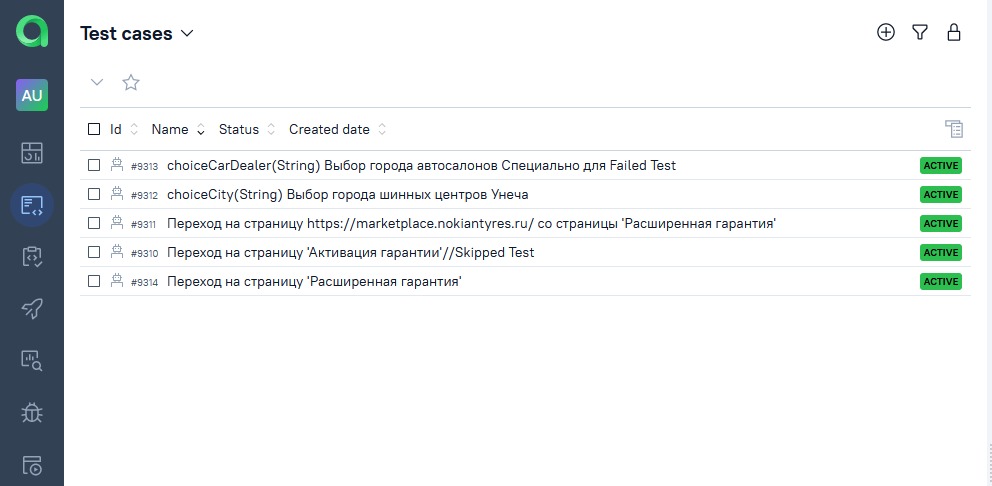 Test cases
AU
Id Name Status Created date
#9313 choiceCarDealer(String) Выбор города автосалонов Специально для Failed Test ACTIVE
#9312 choiceCity(String) Выбор города шинных центров Унеча ACTIVE
#9311 Переход на страницу https://marketplace.nokiantyres.ru/ со страницы 'Расширенная гарантия' ACTIVE
#9310 Переход на страницу 'Активация гарантии'//Skipped Test ACTIVE
#9314 Переход на страницу 'Расширенная гарантия' ACTIVE